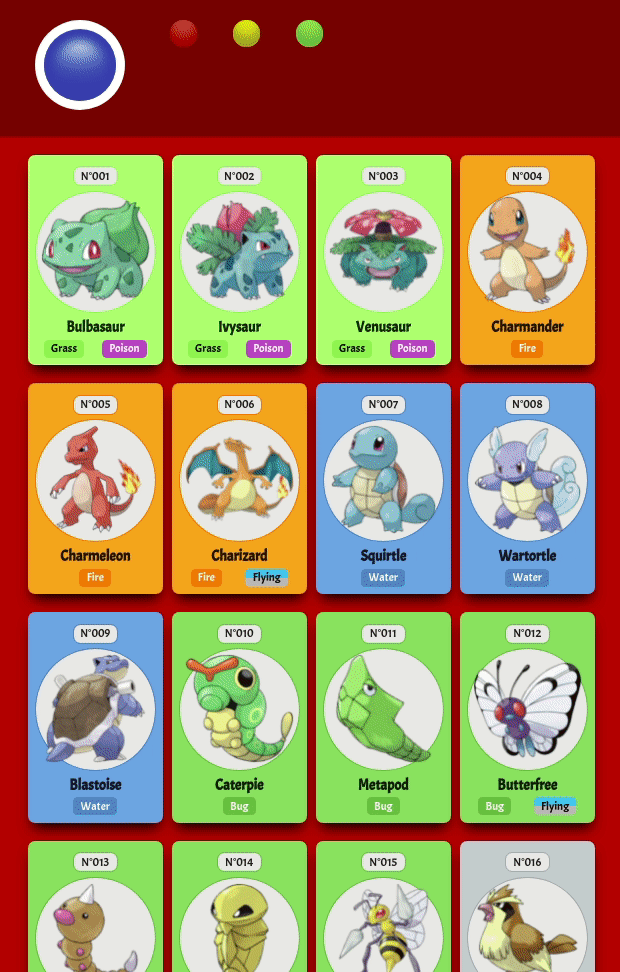 N°001 N°002 N°003 N°004
Bulbasaur Ivysaur Venusaur Charmander
Grass Poison Grass Poison Grass Poison Fire
N°005 N°006 N°007 N°008
Charmeleon Charizard Squirtle Wartortle
Fire Fire Flying Water Water
N°009 N°010 N°011 N°012
Blastoise Caterpie Metapod Butterfree
Water Bug Bug Bug Flying
N°013 N°014 N°015 N°016